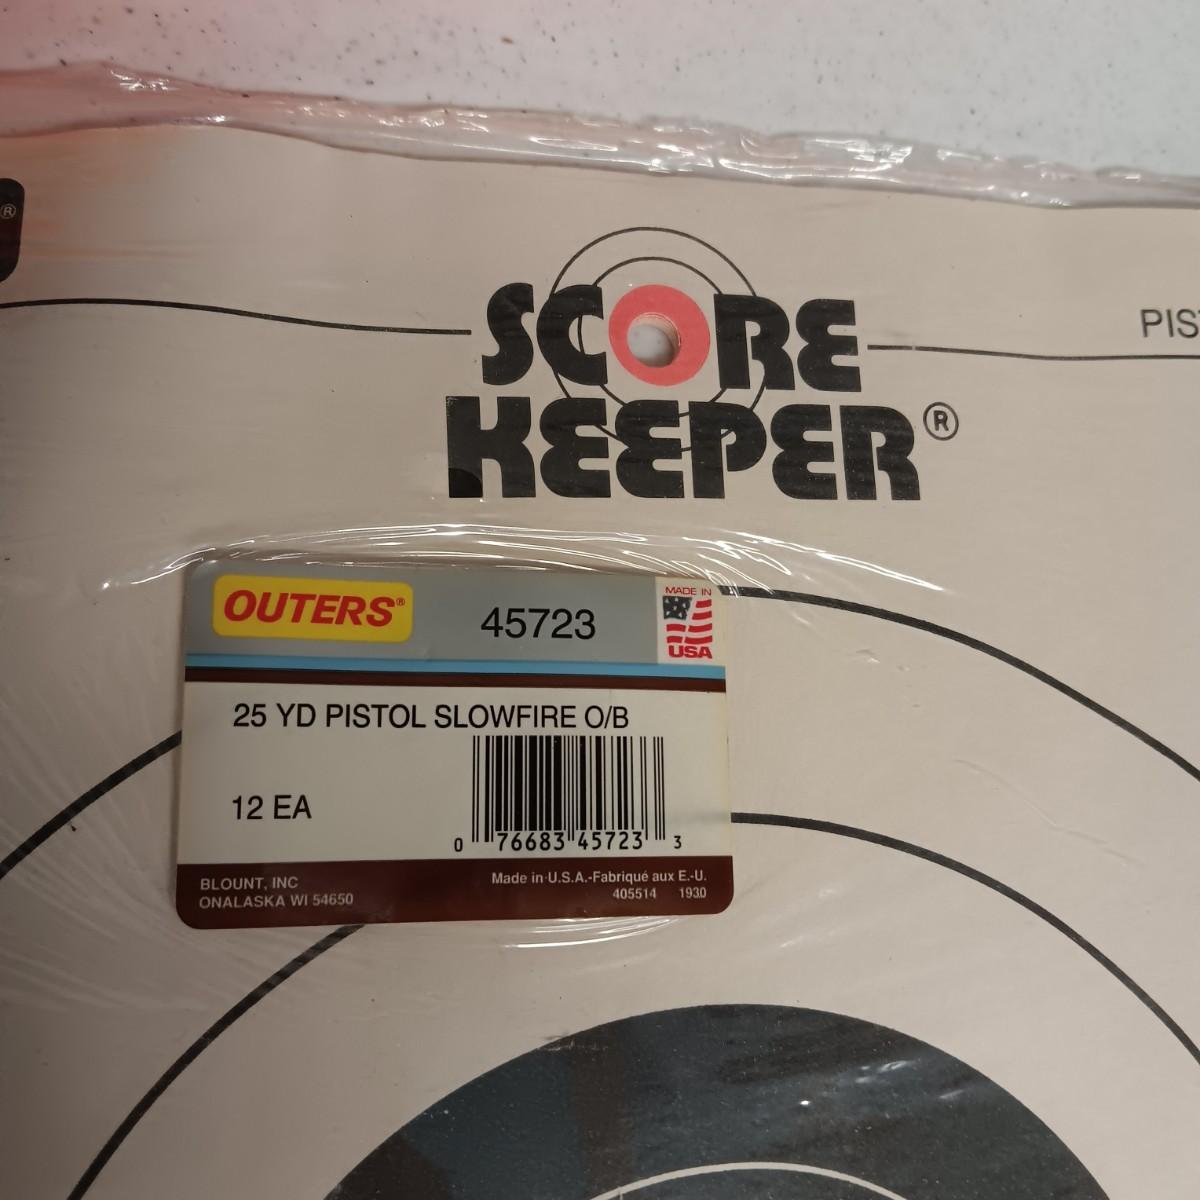 ®
SCORE
KEEPER®
OUTERS®
45723
MADE IN
USA
25 YD PISTOL SLOWFIRE O/B
12 EA
0 76683 45723 3
BLOUNT, INC
ONALASKA WI 54650
Made in U.S.A.-Fabriqué aux E.-U.
405514 1930